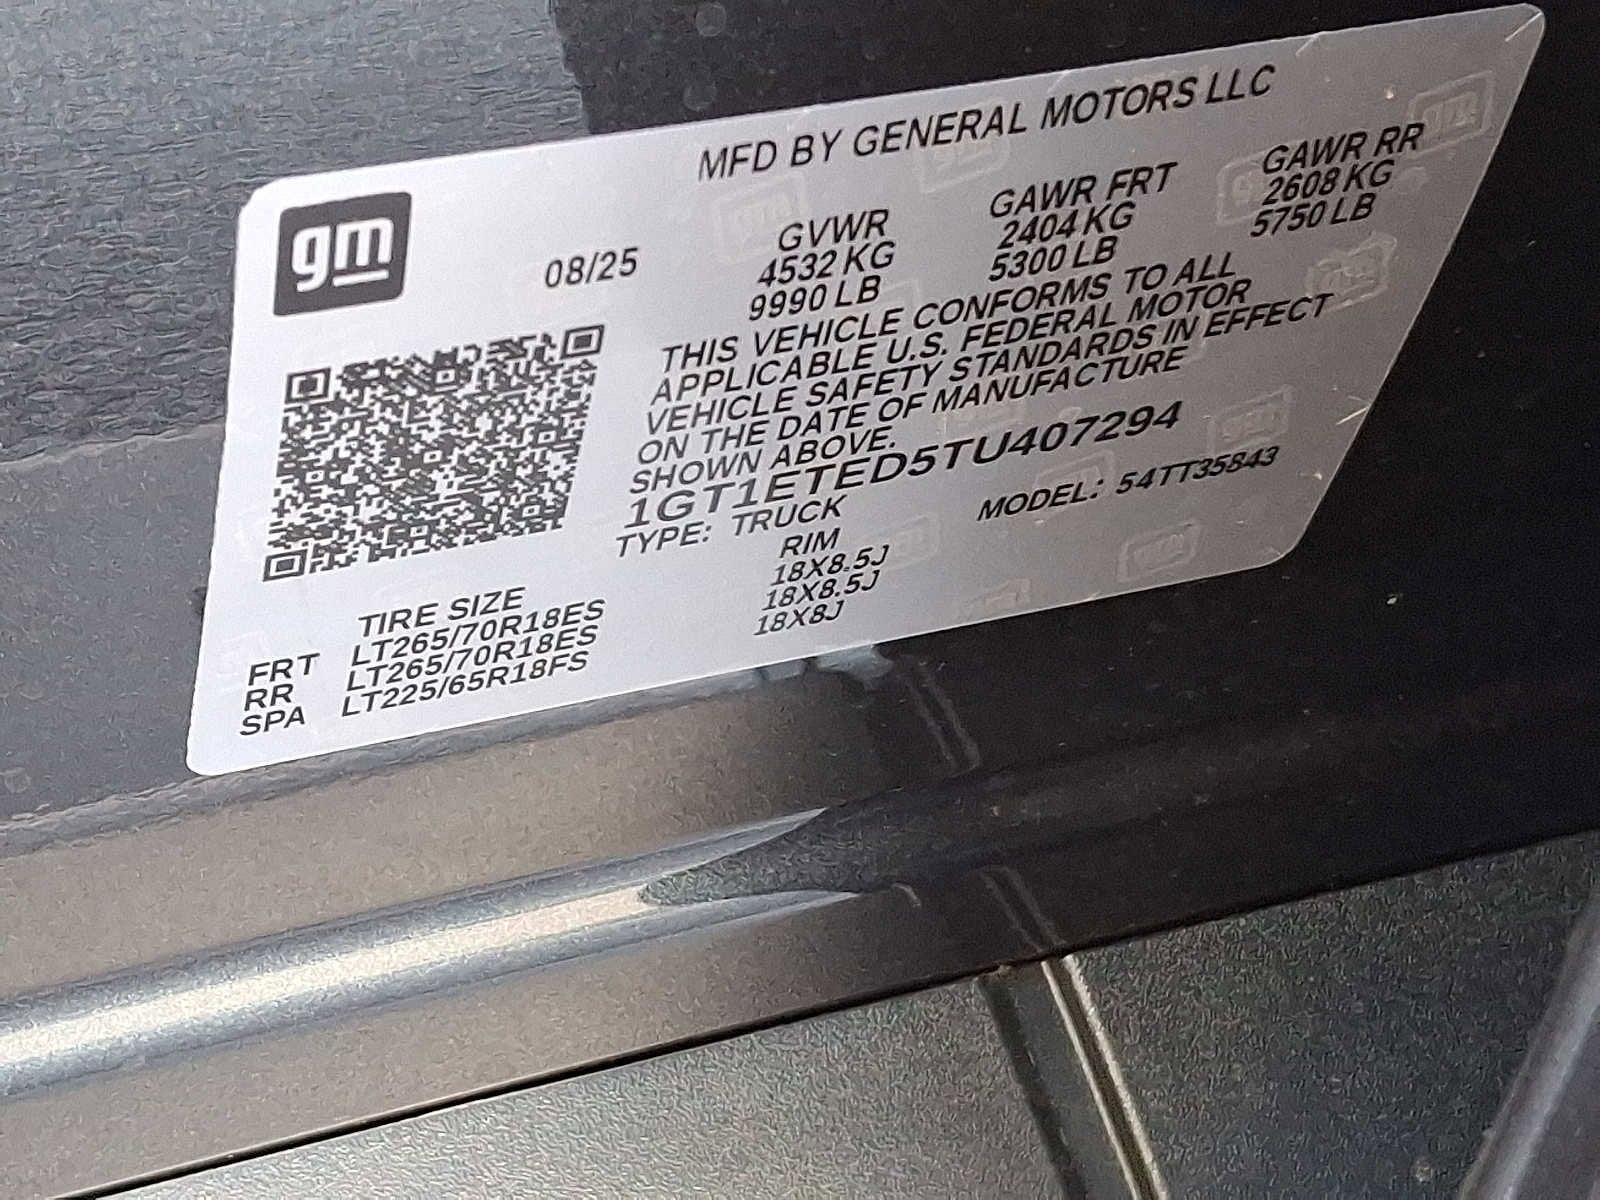 MFD BY GENERAL MOTORS LLC
gm
08/25
GVWR GAWR FRT GAWR RR
4532 KG 2404 KG 2608 KG
9990 LB 5300 LB 5750 LB
THIS VEHICLE CONFORMS TO ALL
APPLICABLE U.S. FEDERAL MOTOR
VEHICLE SAFETY STANDARDS IN EFFECT
ON THE DATE OF MANUFACTURE
SHOWN ABOVE.
1GT1ETED5TU407294
TYPE: TRUCK MODEL: 54TT35843
TIRE SIZE RIM
FRT LT265/70R18ES 18X8.5J
RR LT265/70R18ES 18X8.5J
SPA LT225/65R18FS 18X8J